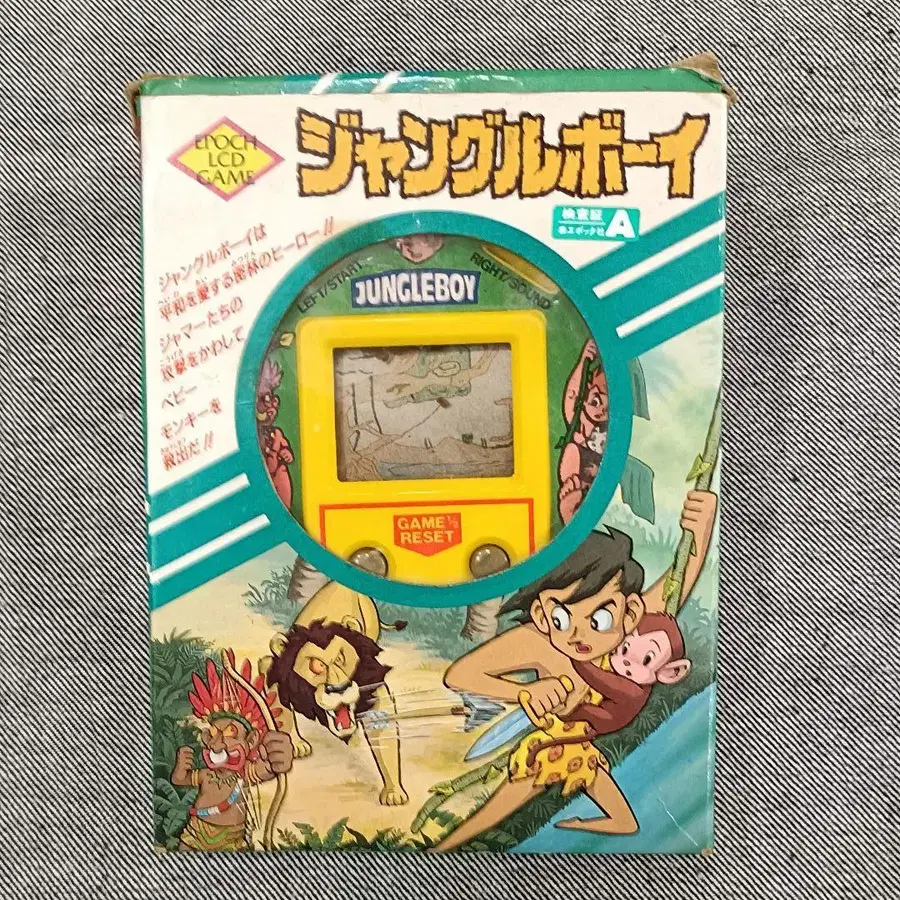 EPOCH
LCD
GAME
ジャングルボーイ
検査証
㈱エポック社
A
ジャングルボーイは
平和を愛する密林のヒーロー!!
ジャマーたちの
攻撃をかわして
ベビー
モンキーを
救出だ!!
LEFT/START
RIGHT/SOUND
JUNGLEBOY
GAME½
RESET